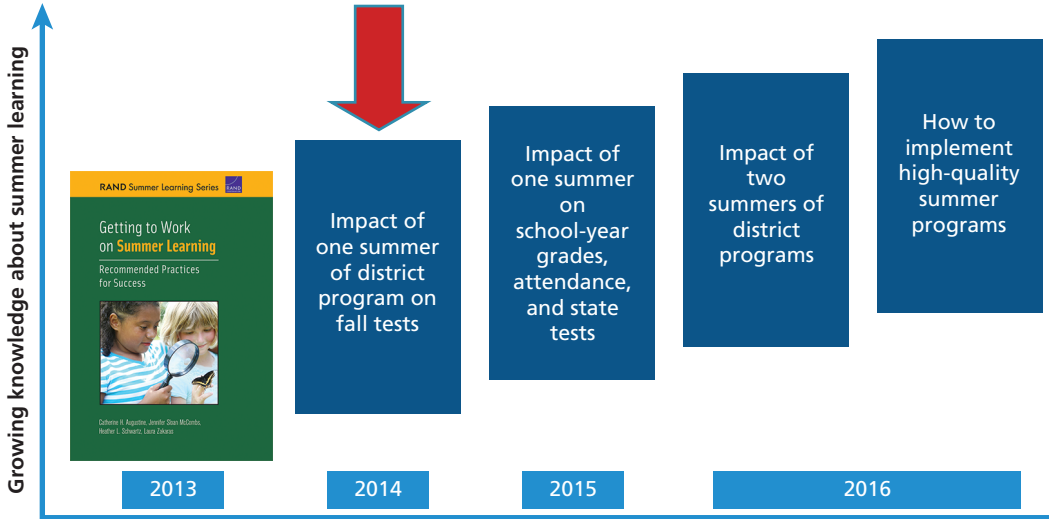 Growing knowledge about summer learning
RAND Summer Learning Series
RAND
Getting to Work
on Summer Learning
Recommended Practices
for Success
Catherine H. Augustine, Jennifer Sloan McCombs,
Heather L. Schwartz, Laura Zakaras
Impact of
one summer
of district
program on
fall tests
Impact of
one summer
on
school-year
grades,
attendance,
and state
tests
Impact of
two
summers of
district
programs
How to
implement
high-quality
summer
programs
2013
2014
2015
2016